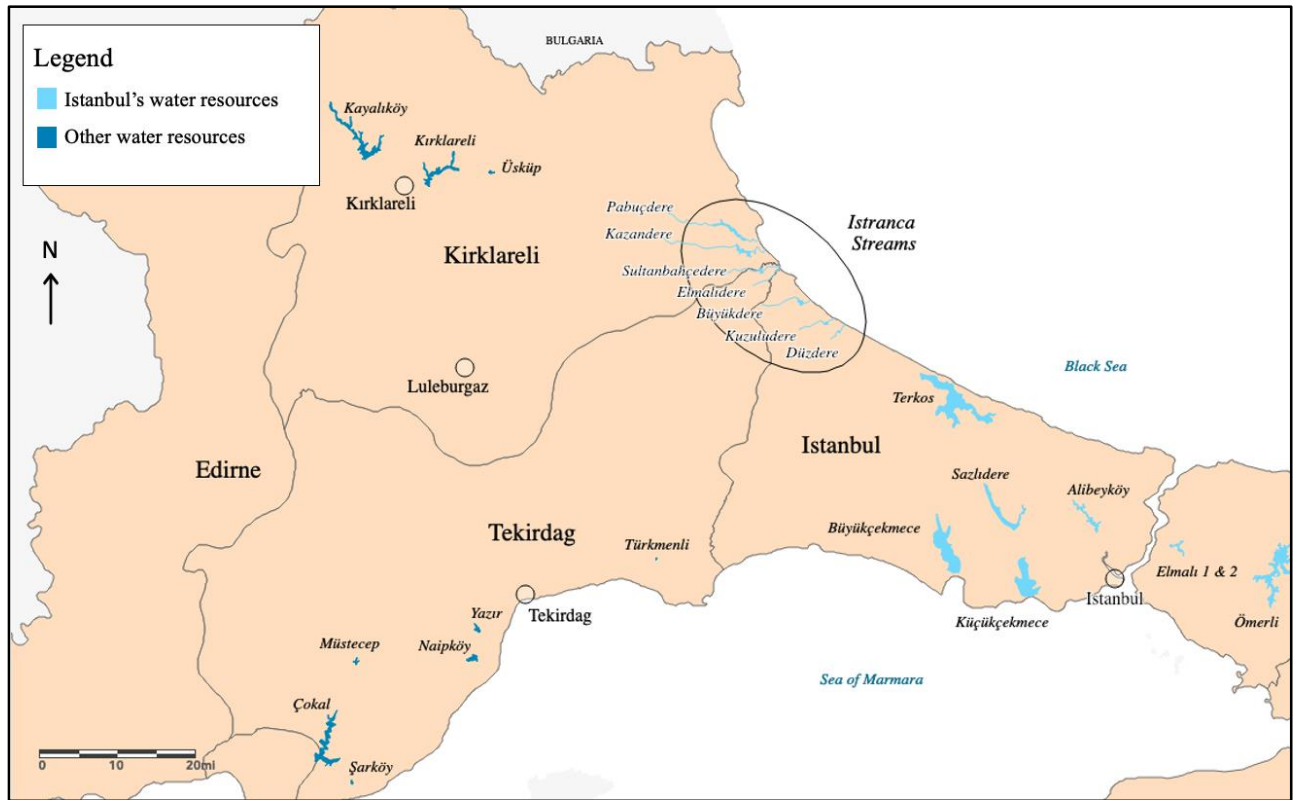 Legend
Istanbul's water resources
Other water resources
BULGARIA
N
Kayalıköy
Kırklareli
Üsküp
Kırklareli
Kirklareli
Luleburgaz
Pabuçdere
Kazandere
Sultanbahçedere
Elmalıdere
Büyükdere
Kuzuludere
Düzdere
Istranca
Streams
Black Sea
Terkos
Istanbul
Edirne
Sazlıdere
Alibeyköy
Büyükçekmece
Tekirdag
Türkmenli
Elmalı 1 & 2
Istanbul
Küçükçekmece
Ömerli
Yazır
Tekirdag
Müstecep
Naipköy
Sea of Marmara
Çokal
Şarköy
0 10 20mi